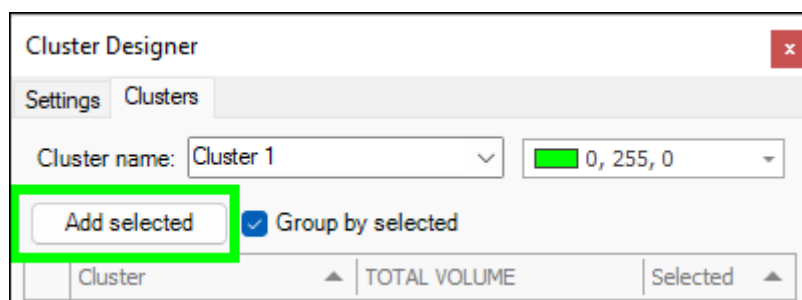 Cluster Designer
x
Settings Clusters
Cluster name: Cluster 1 0, 255, 0
Add selected Group by selected
Cluster TOTAL VOLUME Selected